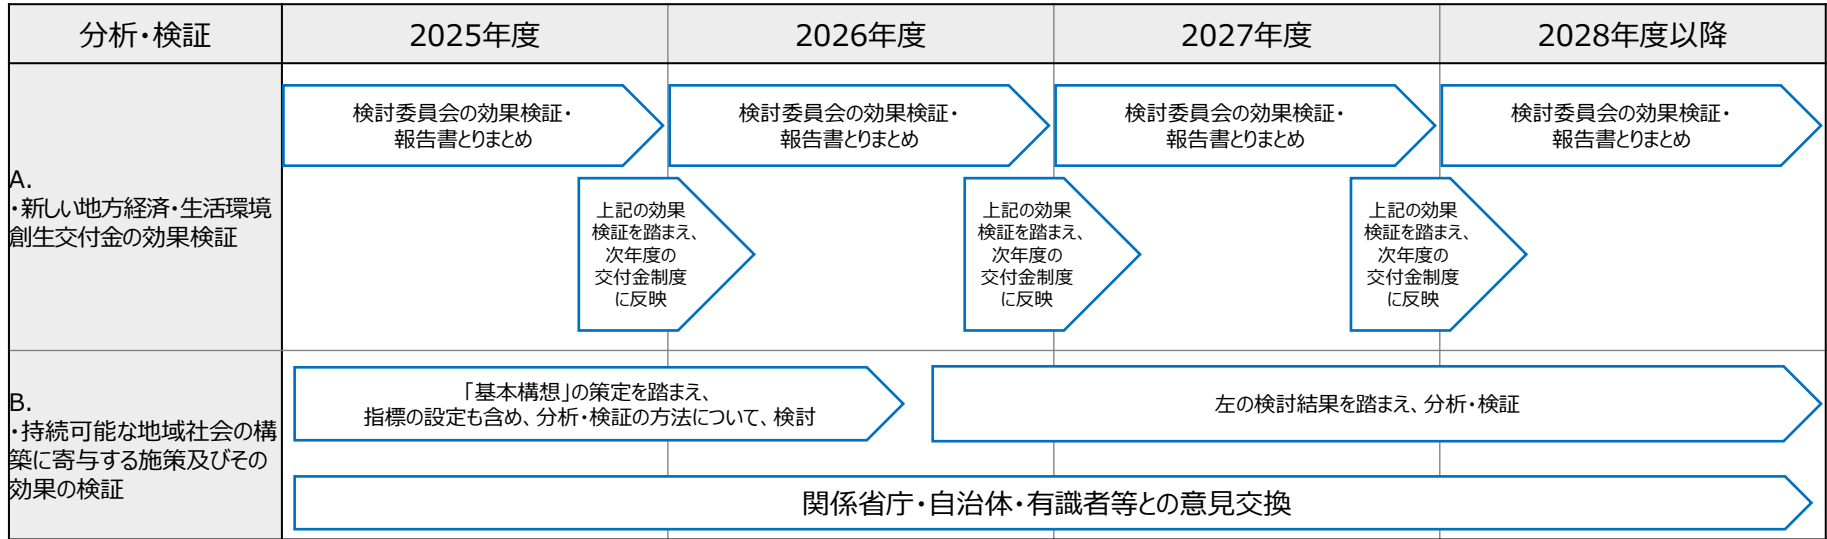 分析・検証
2025年度
2026年度
2027年度
2028年度以降
A.
・新しい地方経済・生活環境
創生交付金の効果検証
検討委員会の効果検証・
報告書とりまとめ
検討委員会の効果検証・
報告書とりまとめ
検討委員会の効果検証・
報告書とりまとめ
検討委員会の効果検証・
報告書とりまとめ
上記の効果
検証を踏まえ、
次年度の
交付金制度
に反映
上記の効果
検証を踏まえ、
次年度の
交付金制度
に反映
上記の効果
検証を踏まえ、
次年度の
交付金制度
に反映
B.
・持続可能な地域社会の構
築に寄与する施策及びその
効果の検証
「基本構想」の策定を踏まえ、
指標の設定も含め、分析・検証の方法について、検討
左の検討結果を踏まえ、分析・検証
関係省庁・自治体・有識者等との意見交換